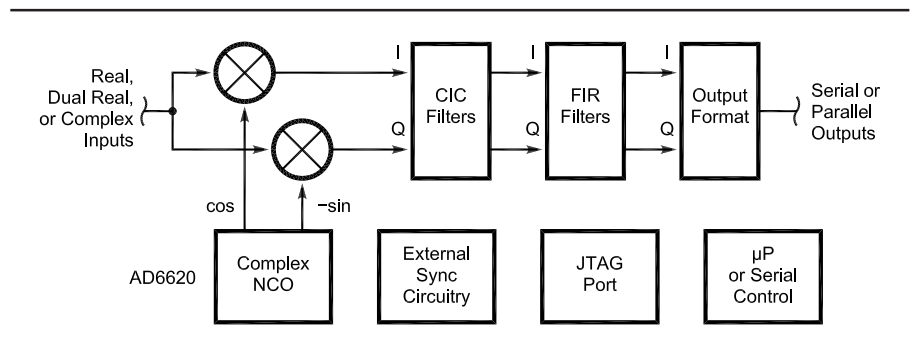 Real,
Dual Real,
or Complex
Inputs
I
Q
CIC
Filters
I
Q
FIR
Filters
I
Q
Output
Format
Serial or
Parallel
Outputs
cos
−sin
AD6620
Complex
NCO
External
Sync
Circuitry
JTAG
Port
µP
or Serial
Control